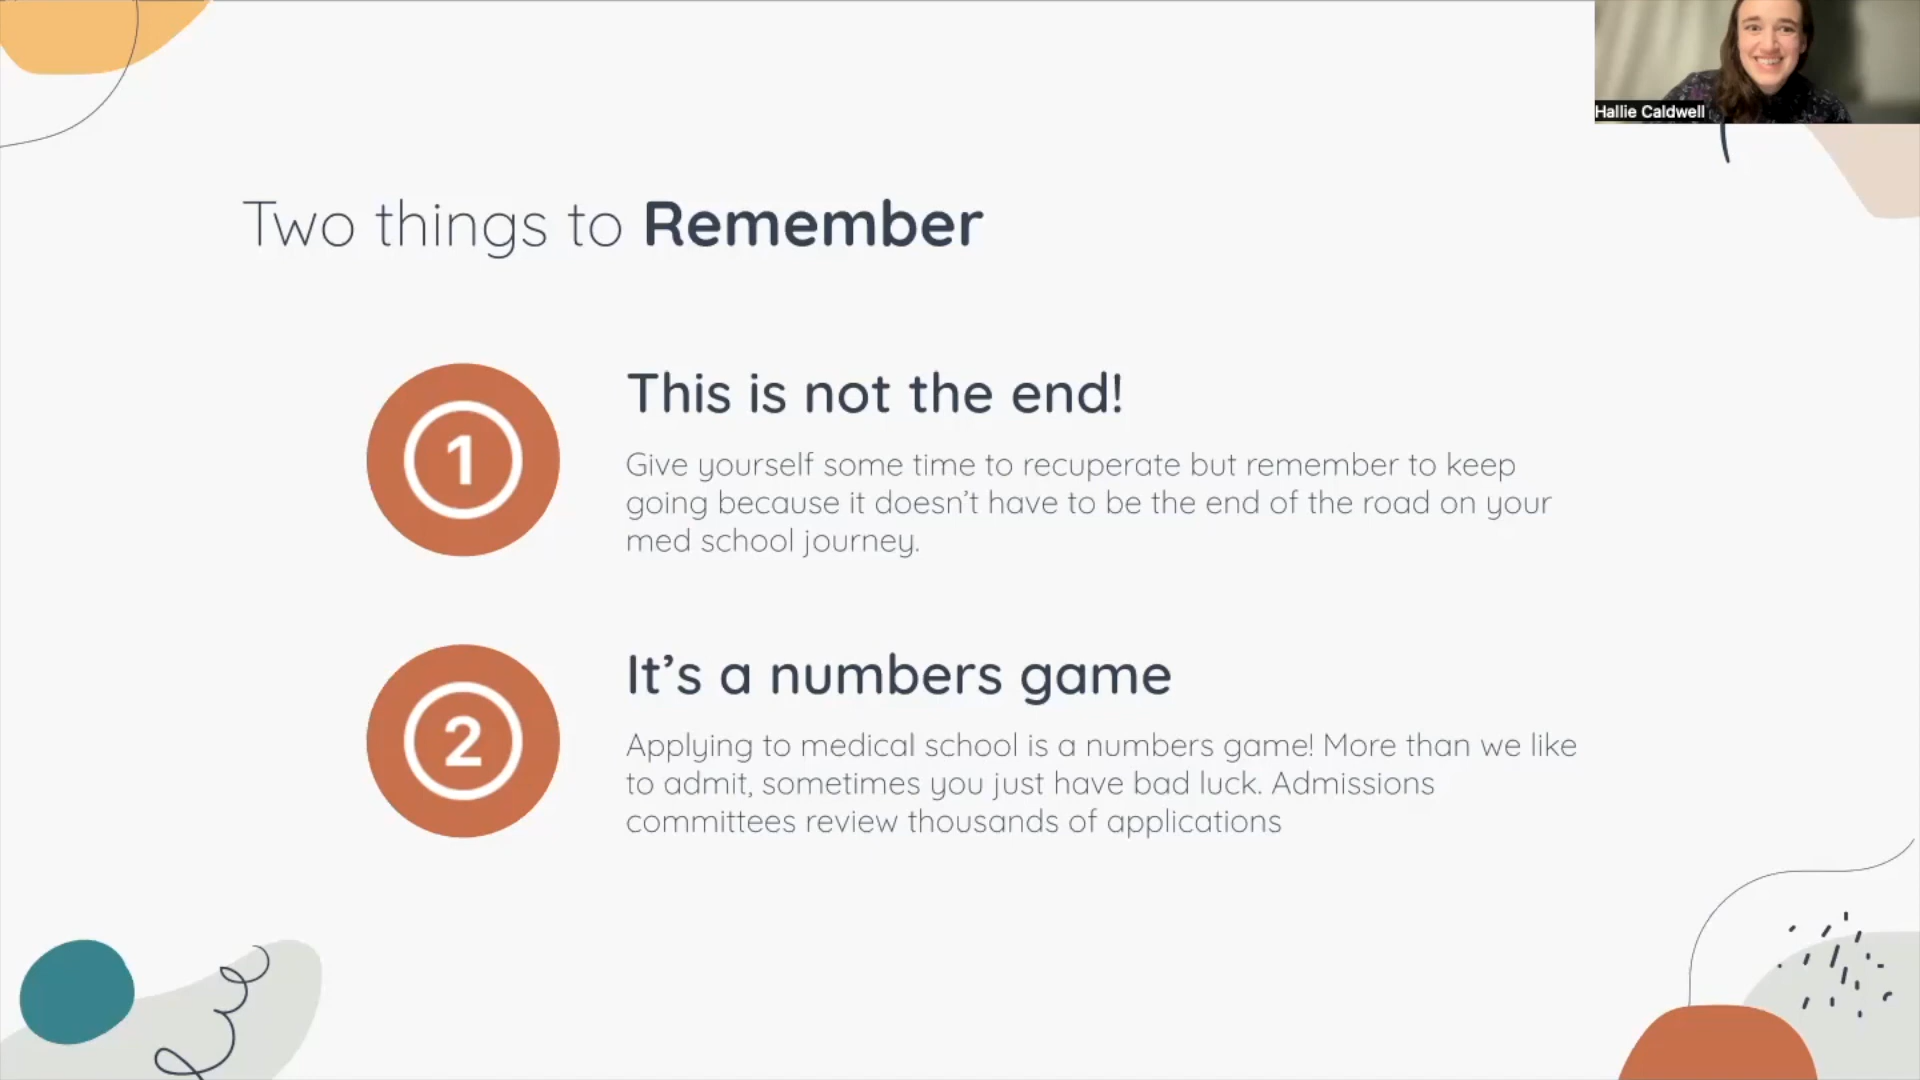 Hallie Caldwell
Two things to Remember
1
This is not the end!
Give yourself some time to recuperate but remember to keep
going because it doesn’t have to be the end of the road on your
med school journey.
2
It’s a numbers game
Applying to medical school is a numbers game! More than we like
to admit, sometimes you just have bad luck. Admissions
committees review thousands of applications